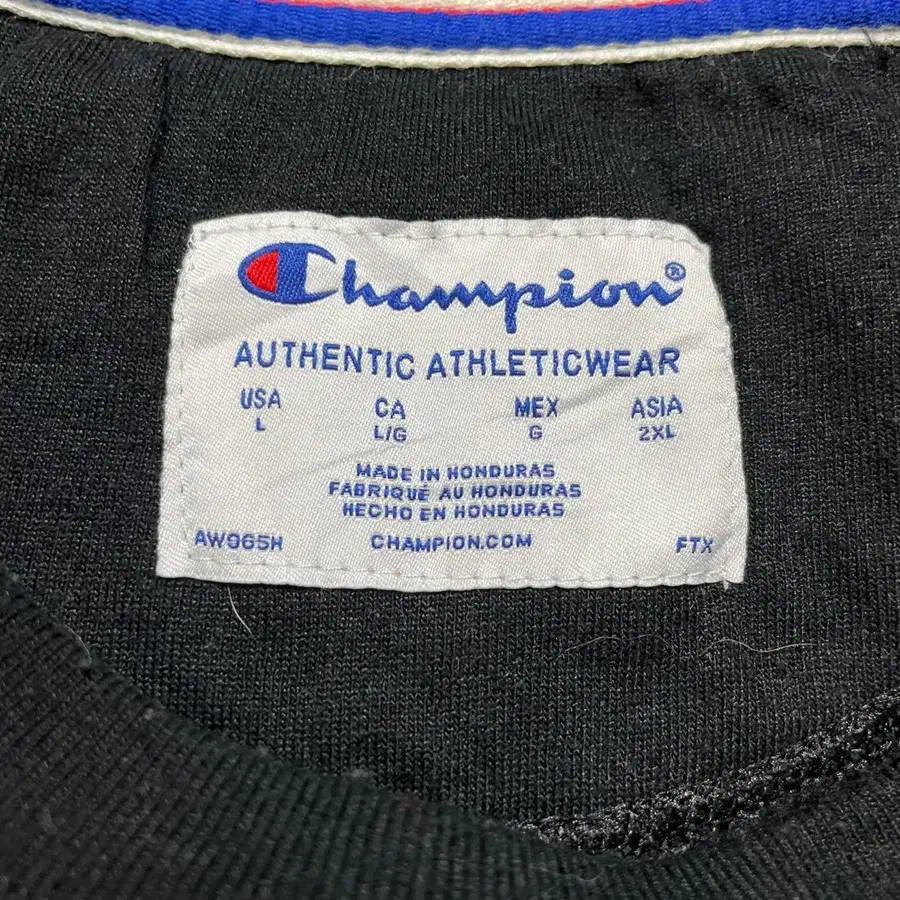 Champion®
AUTHENTIC ATHLETICWEAR
USA CA MEX ASIA
L L/G G 2XL
MADE IN HONDURAS
FABRIQUÉ AU HONDURAS
HECHO EN HONDURAS
AW965H CHAMPION.COM FTX